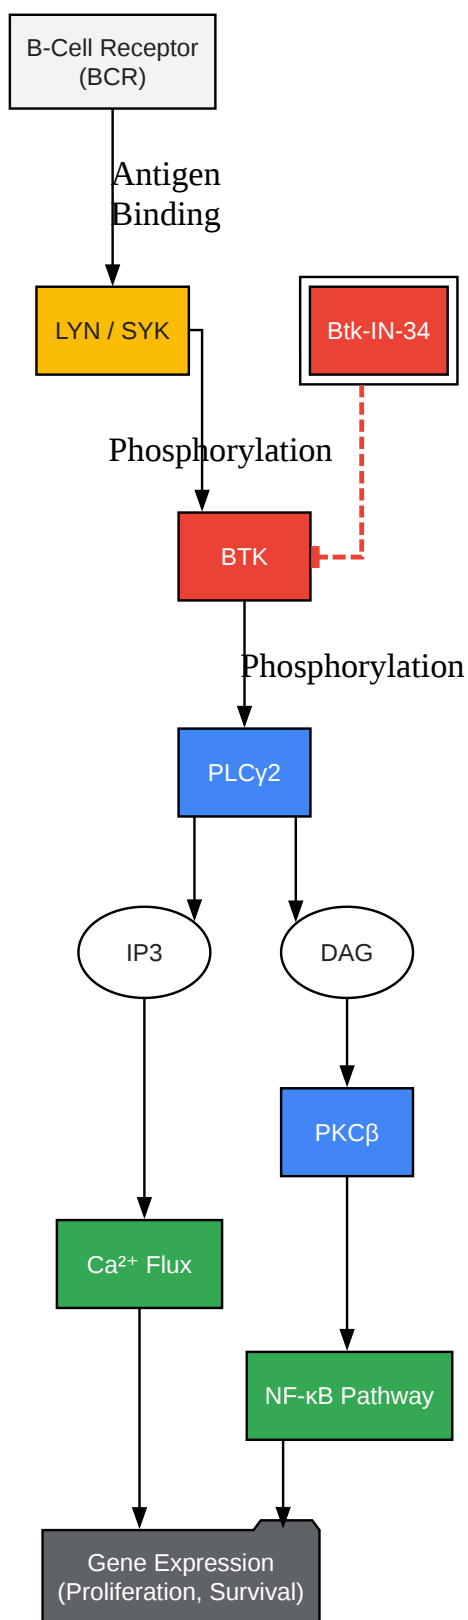 B-Cell Receptor
(BCR)
Antigen
Binding
LYN / SYK
Btk-IN-34
Phosphorylation
BTK
Phosphorylation
PLCγ2
IP3
DAG
PKCβ
Ca²⁺ Flux
NF-κB Pathway
Gene Expression
(Proliferation, Survival)